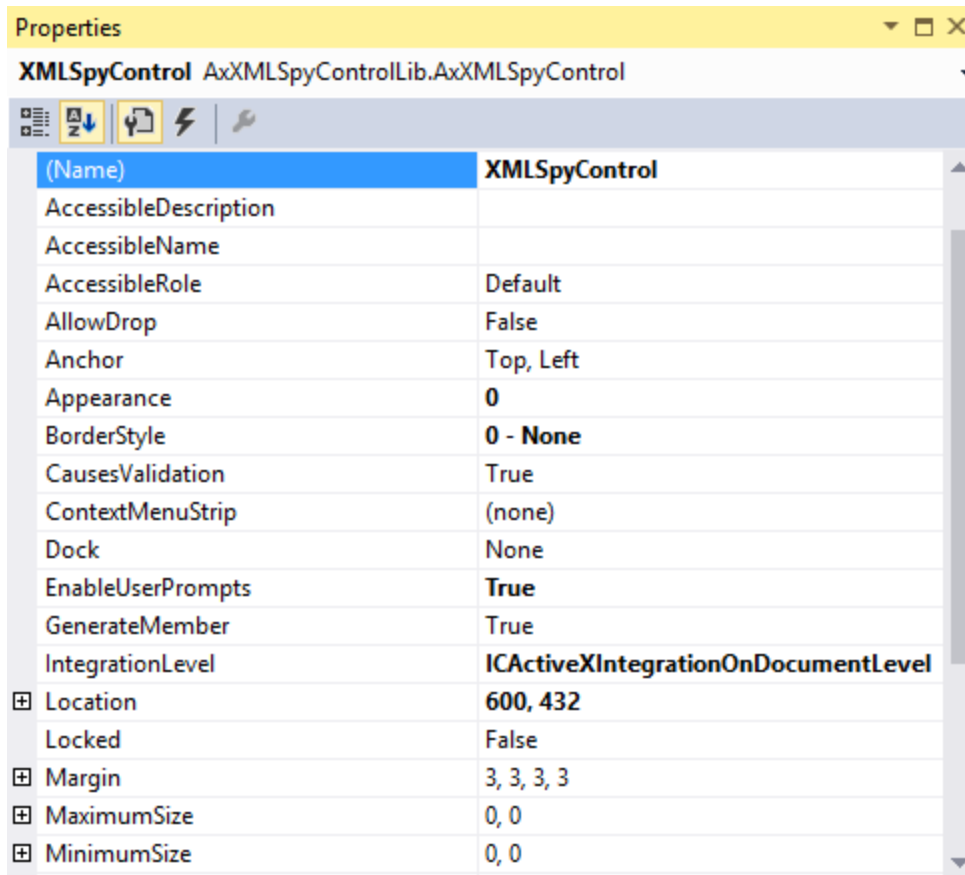 Properties
XMLSpyControl AxXMLSpyControlLib.AxXMLSpyControl
(Name) XMLSpyControl
AccessibleDescription
AccessibleName
AccessibleRole Default
AllowDrop False
Anchor Top, Left
Appearance 0
BorderStyle 0 - None
CausesValidation True
ContextMenuStrip (none)
Dock None
EnableUserPrompts True
GenerateMember True
IntegrationLevel ICActiveXIntegrationOnDocumentLevel
Location 600, 432
Locked False
Margin 3, 3, 3, 3
MaximumSize 0, 0
MinimumSize 0, 0